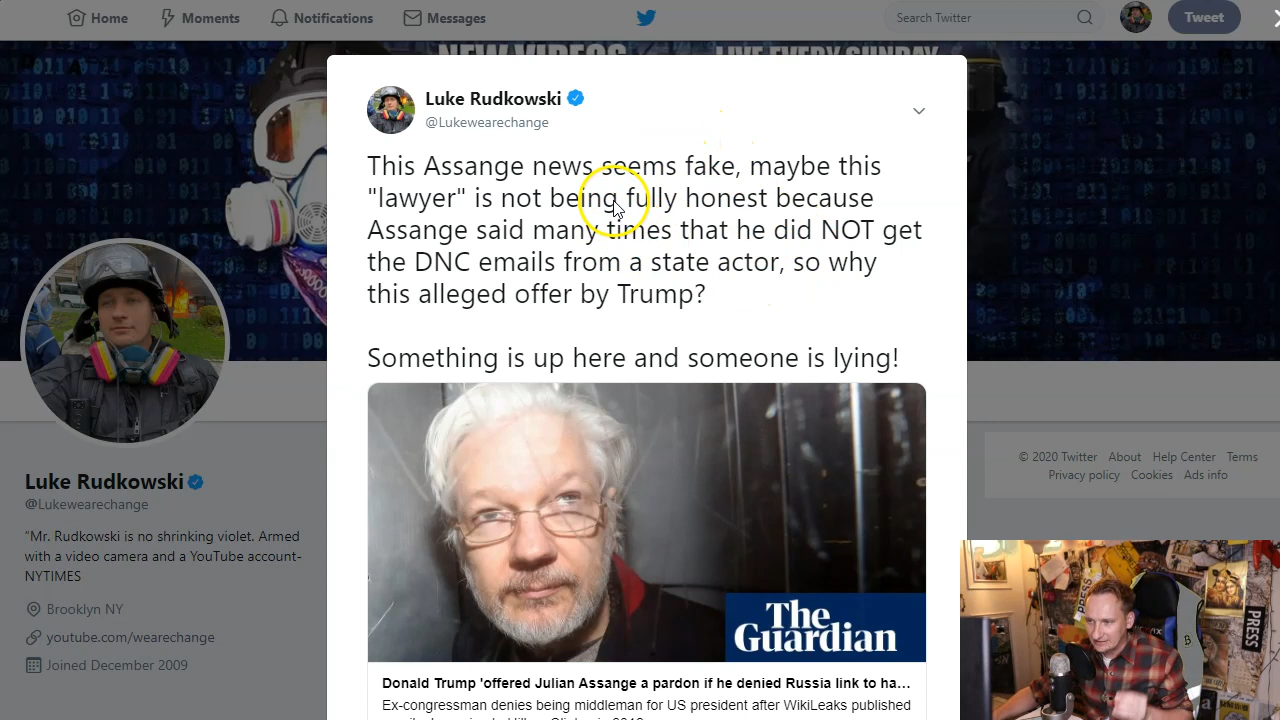 Home
Moments
Notifications
Messages
Search Twitter
Tweet
NEW VIDEOS
LIVE EVERY SUNDAY
Luke Rudkowski
@Lukewearechange
This Assange news seems fake, maybe this
"lawyer" is not being fully honest because
Assange said many times that he did NOT get
the DNC emails from a state actor, so why
this alleged offer by Trump?
Something is up here and someone is lying!
The
Guardian
Donald Trump 'offered Julian Assange a pardon if he denied Russia link to ha...
Ex-congressman denies being middleman for US president after WikiLeaks published
Luke Rudkowski
@Lukewearechange
"Mr. Rudkowski is no shrinking violet. Armed
with a video camera and a YouTube account-
NYTIMES
Brooklyn NY
youtube.com/wearechange
Joined December 2009
© 2020 Twitter About Help Center Terms
Privacy policy Cookies Ads info
PRESS
PRESS